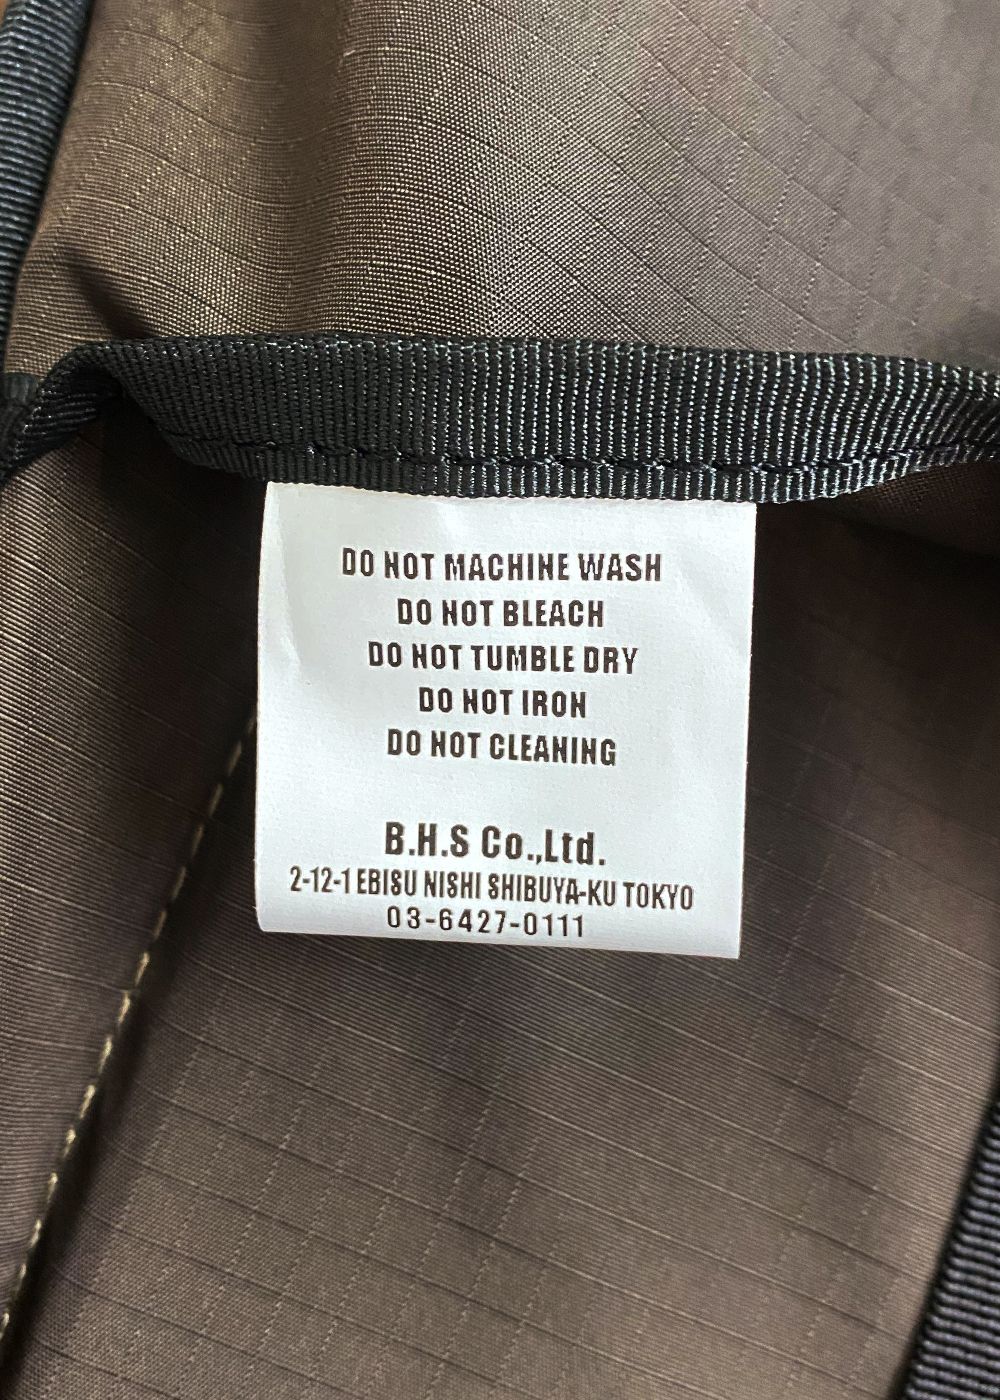 DO NOT MACHINE WASH
DO NOT BLEACH
DO NOT TUMBLE DRY
DO NOT IRON
DO NOT CLEANING
B.H.S Co.,Ltd.
2-12-1 EBISU NISHI SHIBUYA-KU TOKYO
03-6427-0111